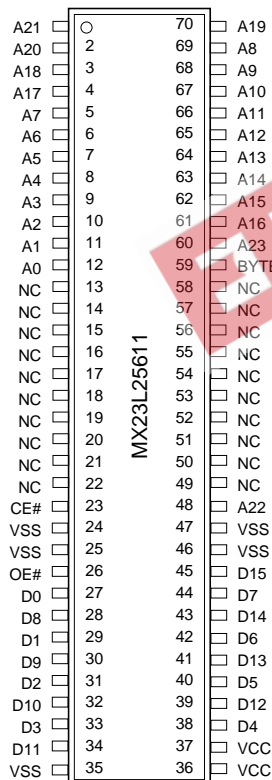 A21 70 A19
A20 2 69 A8
A18 3 68 A9
A17 4 67 A10
A7 5 66 A11
A6 6 65 A12
A5 7 64 A13
A4 8 63 A14
A3 9 62 A15
A2 10 61 A16
A1 11 60 A23
A0 12 59 BYTE
NC 13 58 NC
NC 14 57 NC
NC 15 56 NC
NC 16 55 NC
NC 17 54 NC
NC 18 53 NC
NC 19 52 NC
NC 20 51 NC
NC 21 50 NC
NC 22 49 NC
MX23L25611
CE# 23 48 A22
VSS 24 47 VSS
VSS 25 46 VSS
OE# 26 45 D15
D0 27 44 D7
D8 28 43 D14
D1 29 42 D6
D9 30 41 D13
D2 31 40 D5
D10 32 39 D12
D3 33 38 D4
D11 34 37 VCC
VSS 35 36 VCC